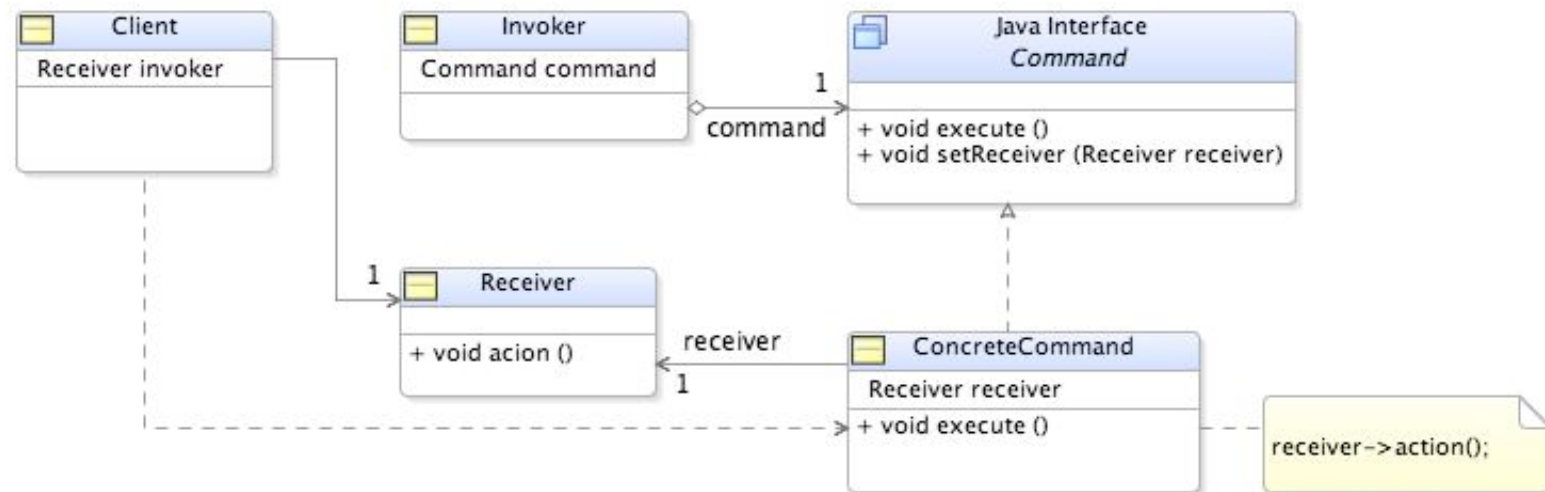 Client
Receiver invoker
Invoker
Command command
1
command
Java Interface
Command
+ void execute ()
+ void setReceiver (Receiver receiver)
1
Receiver
+ void acion ()
receiver
1
ConcreteCommand
Receiver receiver
+ void execute ()
receiver->action();